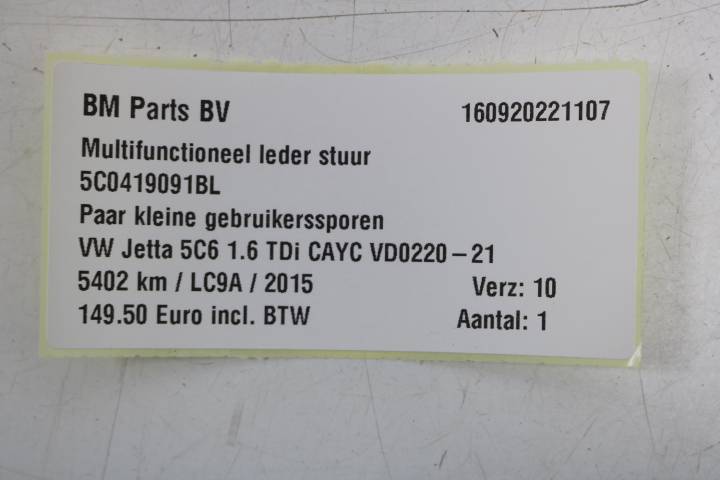 BM Parts BV 160920221107
Multifunctioneel leder stuur
5C0419091BL
Paar kleine gebruikerssporen
VW Jetta 5C6 1.6 TDi CAYC VD0220-21
5402 km / LC9A / 2015 Verz: 10
149.50 Euro incl. BTW Aantal: 1